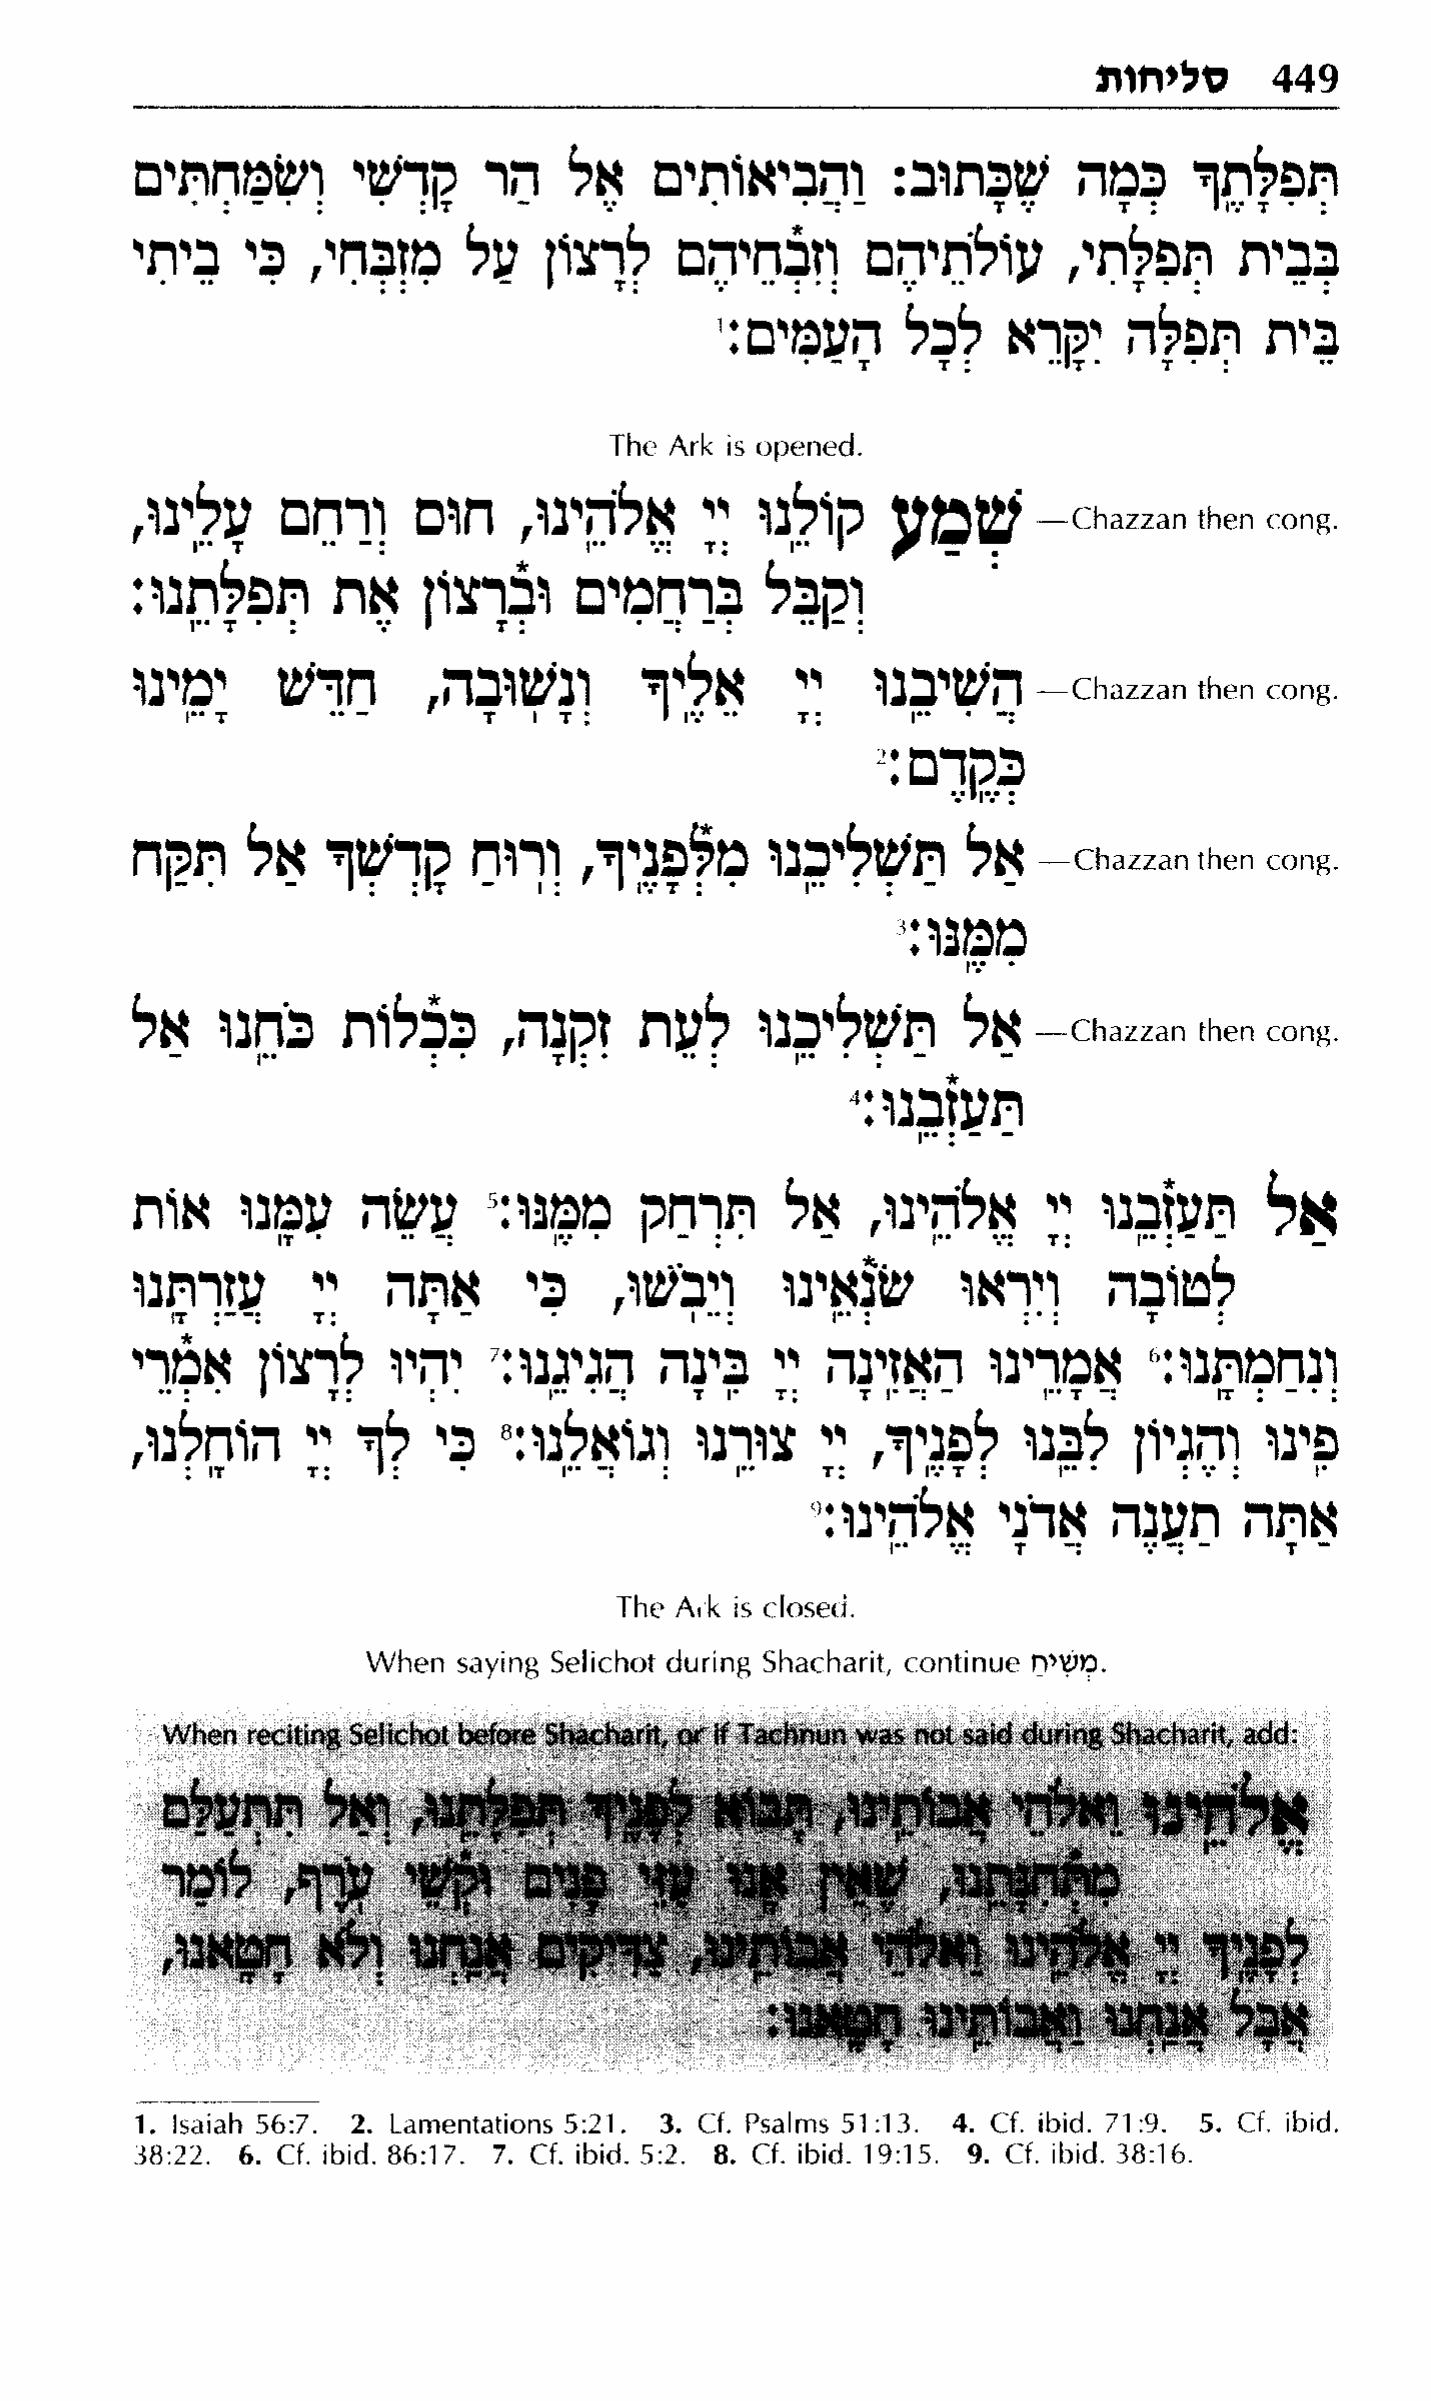 449 סליחות
תְּפִלָּתֶךָ כְּמָה שֶׁכָּתוּב: וַהֲבִיאוֹתִים אֶל הַר קָדְשִׁי וְשִׂמַּחְתִּים
בְּבֵית תְּפִלָּתִי, עוֹלֹתֵיהֶם וְזִבְ֯חֵיהֶם לְרָצוֹן עַל מִזְבְּחִי, כִּי בֵיתִי
בֵּית תְּפִלָּה יִקָּרֵא לְכָל הָעַמִּים:1
The Ark is opened.
Chazzan then cong.— שְׁמַע קוֹלֵנוּ יְיָ אֱלֹהֵינוּ, חוּס וְרַחֵם עָלֵינוּ,
וְקַבֵּל בְּרַחֲמִים וּבְ*רָצוֹן אֶת תְּפִלָּתֵנוּ:
Chazzan then cong.— הֲשִׁיבֵנוּ יְיָ אֵלֶיךָ וְנָשׁוּבָה, חַדֵּשׁ יָמֵינוּ
כְּקֶדֶם:2
Chazzan then cong.— אַל תַּשְׁלִיכֵנוּ מִלְּ*פָנֶיךָ, וְרוּחַ קָדְשְׁךָ אַל תִּקַּח
מִמֶּנּוּ:3
Chazzan then cong.— אַל תַּשְׁלִיכֵנוּ לְעֵת זִקְנָה, כִּכְ*לוֹת כֹּחֵנוּ אַל
תַּעַזְ*בֵנוּ:4
אַל תַּעַזְ*בֵנוּ יְיָ אֱלֹהֵינוּ, אַל תִּרְחַק מִמֶּנּוּ:5 עֲשֵׂה עִמָּנוּ אוֹת
לְטוֹבָה וְיִרְאוּ שׂנְ*אֵינוּ וְיֵבֹשׁוּ, כִּי אַתָּה יְיָ עֲזַרְתָּנוּ
וְנִחַמְתָּנוּ:6 אֲמָרֵינוּ הַאֲזִינָה יְיָ בִּינָה הֲגִיגֵנוּ:7 יִהְיוּ לְרָצוֹן אִמְ*רֵי
פִינוּ וְהֶגְיוֹן לִבֵּנוּ לְפָנֶיךָ, יְיָ צוּרֵנוּ וְגוֹאֲלֵנוּ:8 כִּי לְךָ יְיָ הוֹחָלְנוּ,
אַתָּה תַעֲנֶה אֲדֹנָי אֱלֹהֵינוּ:9
The Ark is closed.
When saying Selichot during Shacharit, continue מָשִׁיחַ.
When reciting Selichot before Shacharit, or if Tachnun was not said during Shacharit, add:
אֱלֹהֵינוּ וֵאלֹהֵי אֲבוֹתֵינוּ, תָּבוֹא לְפָנֶיךָ תְּפִלָּתֵנוּ, וְאַל תִּתְעַלַּם
מִתְּחִנָּתֵנוּ, שֶׁאֵין אָנוּ עַזֵּי פָנִים וּקְשֵׁי עֹרֶף, לוֹמַר
לְפָנֶיךָ יְיָ אֱלֹהֵינוּ וֵאלֹהֵי אֲבוֹתֵינוּ, צַדִּיקִים אֲנַחְנוּ וְלֹא חָטָאנוּ,
אֲבָל אֲנַחְנוּ וַאֲבוֹתֵינוּ חָטָאנוּ:
1. Isaiah 56:7. 2. Lamentations 5:21. 3. Cf. Psalms 51:13. 4. Cf. ibid. 71:9. 5. Cf. ibid.
38:22. 6. Cf. ibid. 86:17. 7. Cf. ibid. 5:2. 8. Cf. ibid. 19:15. 9. Cf. ibid. 38:16.